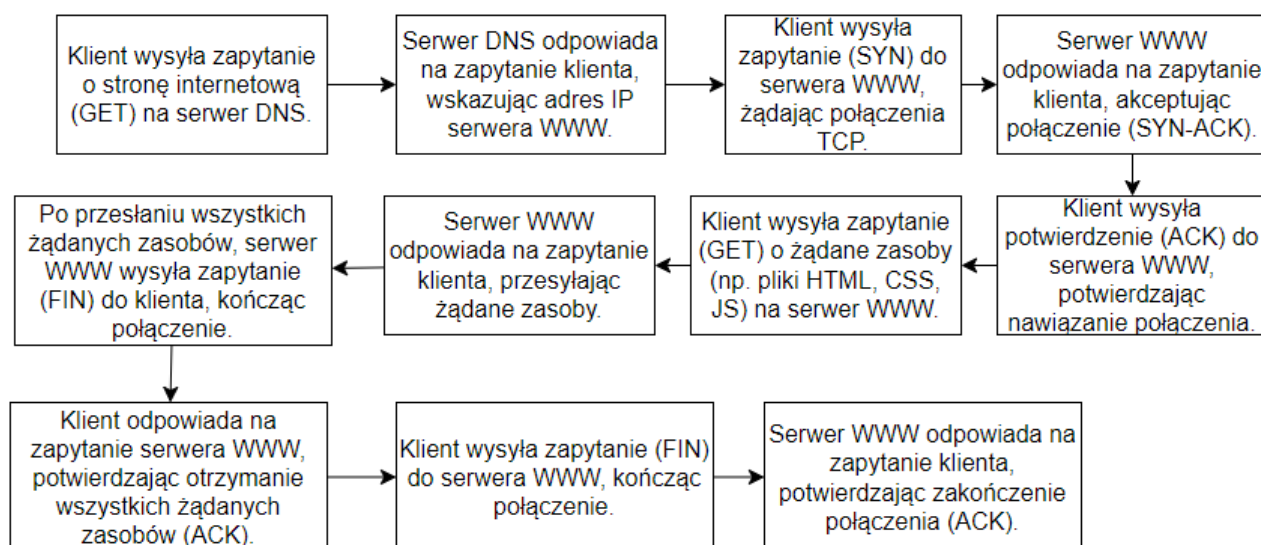 Klient wysyła zapytanie
o stronę internetową
(GET) na serwer DNS.
Serwer DNS odpowiada
na zapytanie klienta,
wskazując adres IP
serwera WWW.
Klient wysyła
zapytanie (SYN) do
serwera WWW,
żądając połączenia
TCP.
Serwer WWW
odpowiada na zapytanie
klienta, akceptując
połączenie (SYN-ACK).
Klient wysyła
potwierdzenie (ACK) do
serwera WWW,
potwierdzając
nawiązanie połączenia.
Klient wysyła zapytanie
(GET) o żądane zasoby
(np. pliki HTML, CSS,
JS) na serwer WWW.
Serwer WWW
odpowiada na zapytanie
klienta, przesyłając
żądane zasoby.
Po przesłaniu wszystkich
żądanych zasobów, serwer
WWW wysyła zapytanie
(FIN) do klienta, kończąc
połączenie.
Klient odpowiada na
zapytanie serwera WWW,
potwierdzając otrzymanie
wszystkich żądanych
zasobów (ACK).
Klient wysyła zapytanie (FIN)
do serwera WWW, kończąc
połączenie.
Serwer WWW odpowiada na
zapytanie klienta,
potwierdzając zakończenie
połączenia (ACK).